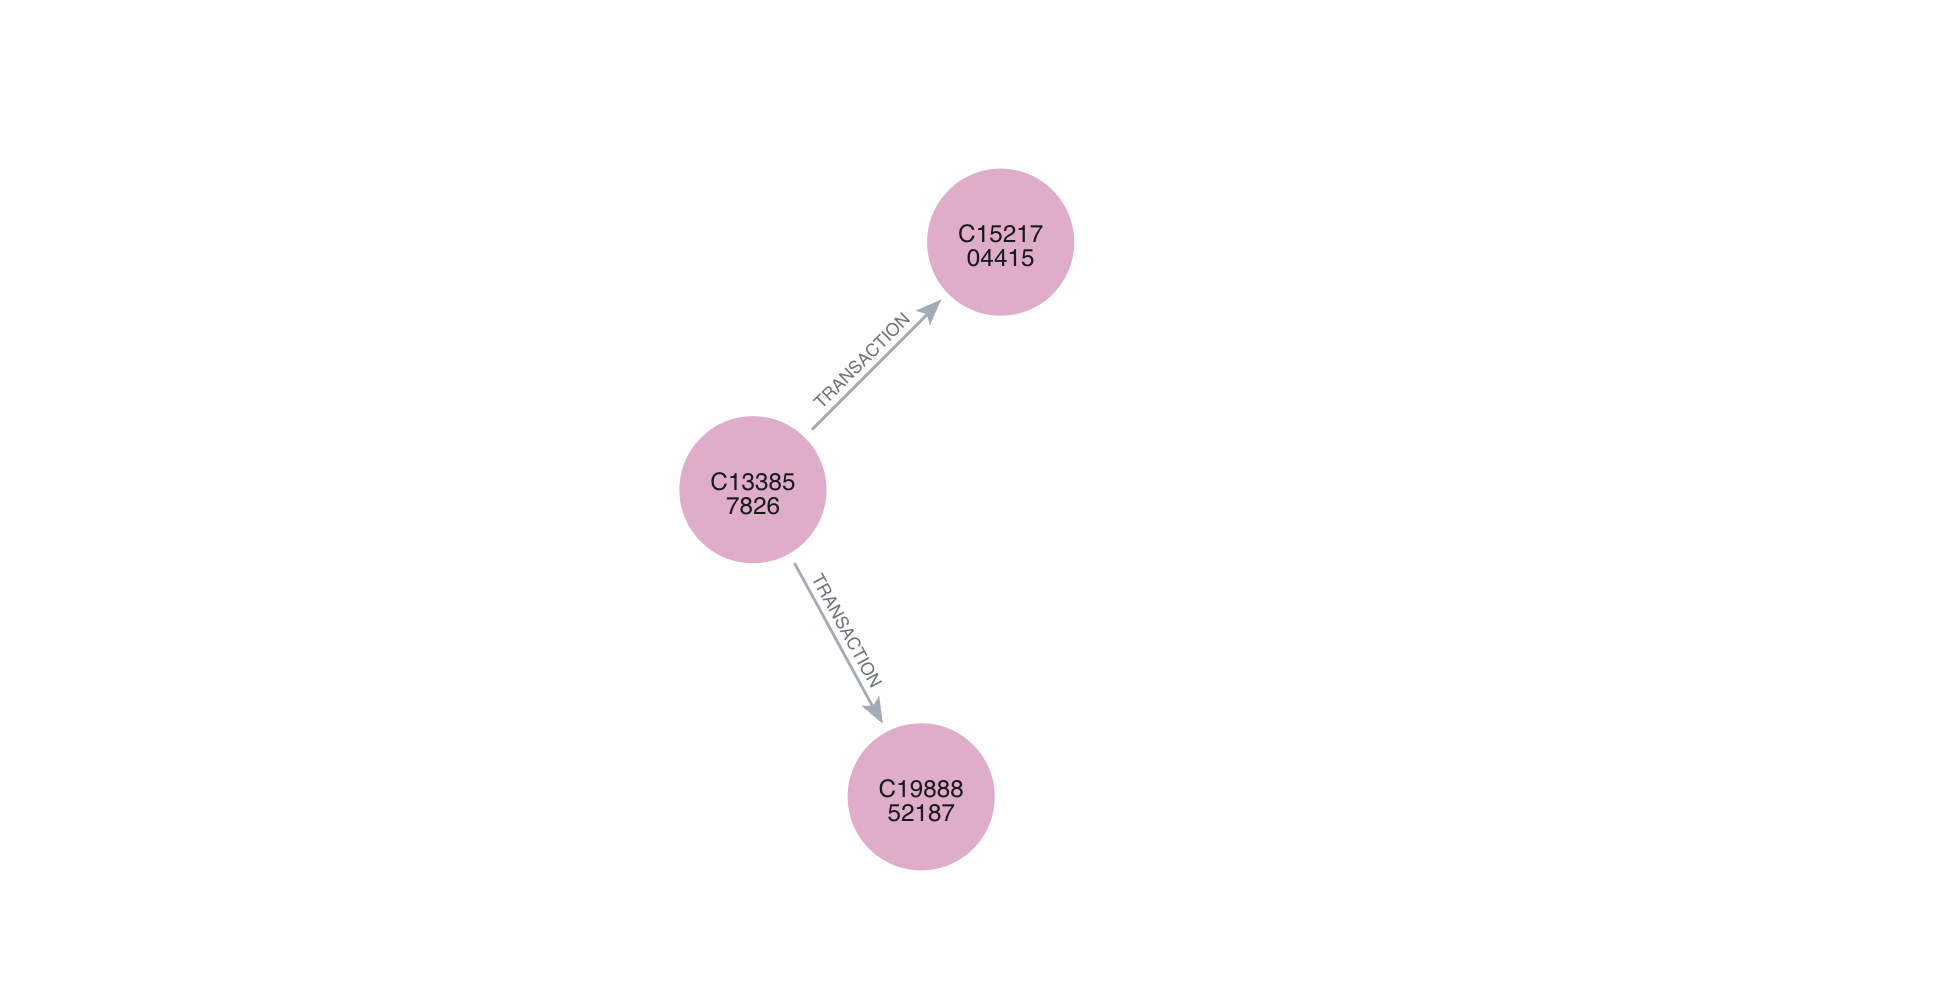 C15217
04415
TRANSACTION
C13385
7826
TRANSACTION
C19888
52187